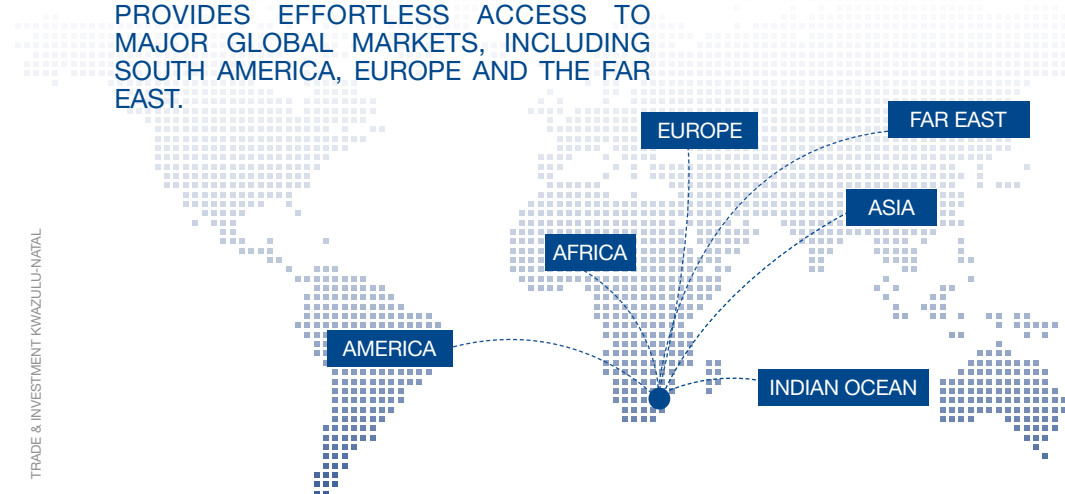 PROVIDES EFFORTLESS ACCESS TO
MAJOR GLOBAL MARKETS, INCLUDING
SOUTH AMERICA, EUROPE AND THE FAR
EAST.
EUROPE
FAR EAST
ASIA
AFRICA
AMERICA
INDIAN OCEAN
TRADE & INVESTMENT KWAZULU-NATAL